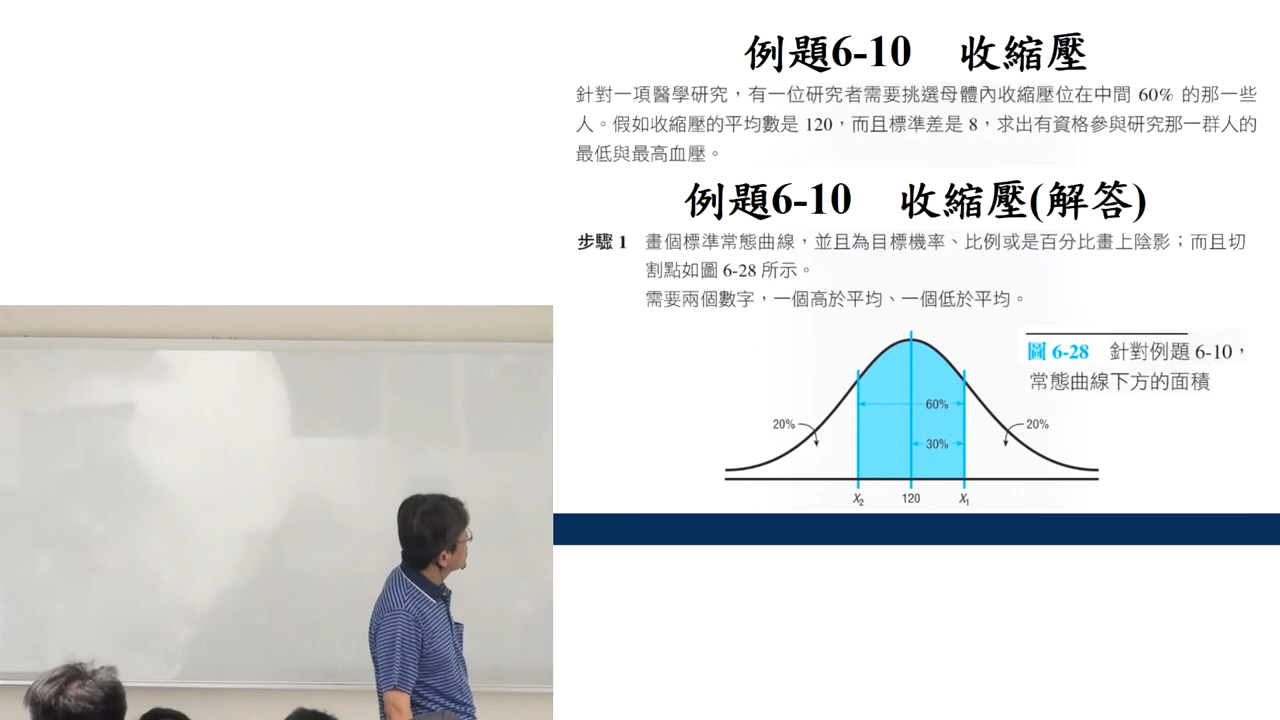 例題6-10 收縮壓
針對一項醫學研究，有一位研究者需要挑選母體內收縮壓位在中間 60% 的那一些
人。假如收縮壓的平均數是 120，而且標準差是 8，求出有資格參與研究那一群人的
最低與最高血壓。
例題6-10 收縮壓(解答)
步驟 1 畫個標準常態曲線，並且為目標機率、比例或是百分比畫上陰影；而且切
割點如圖 6-28 所示。
需要兩個數字，一個高於平均、一個低於平均。
圖 6-28 針對例題 6-10，
常態曲線下方的面積
60%
20%
20%
30%
X₂ 120 X₁